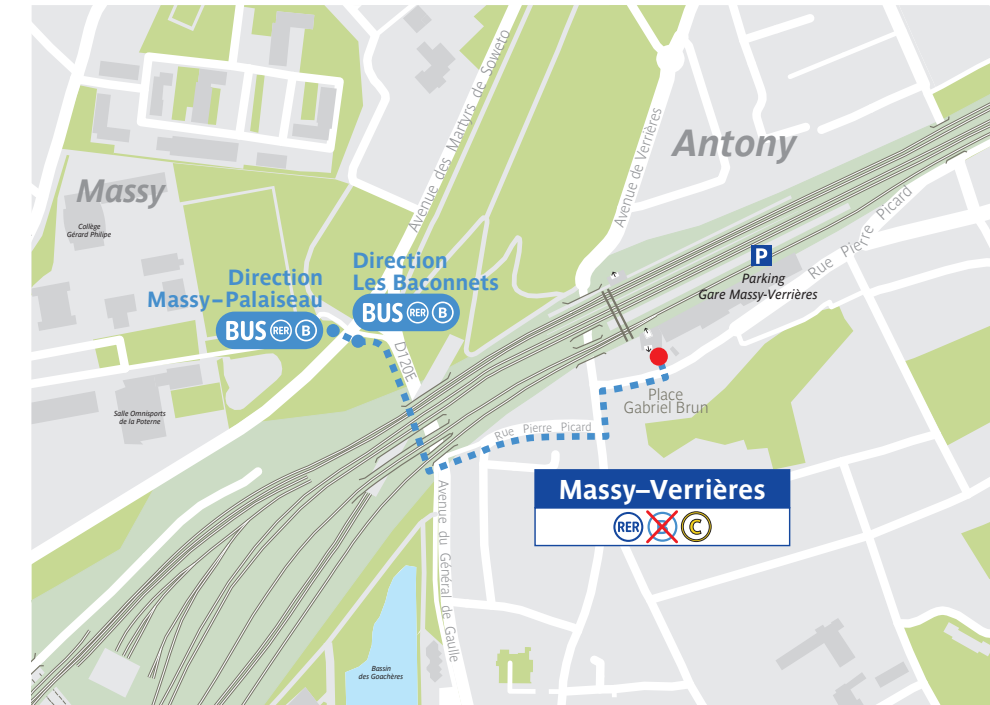 Avenue des Martyrs de Soweto
Avenue de Verrières
Antony
Massy
Collège
Gérard Philipe
Rue Pierre Picard
P
Parking
Gare Massy-Verrières
Direction
Les Baconnets
BUS RER B
Direction
Massy–Palaiseau
BUS RER B
D120E
Place
Gabriel Brun
Salle Omnisports
de la Poterne
Rue Pierre Picard
Massy–Verrières
RER B C
Avenue du Général de Gaulle
Bassin
des Goachères